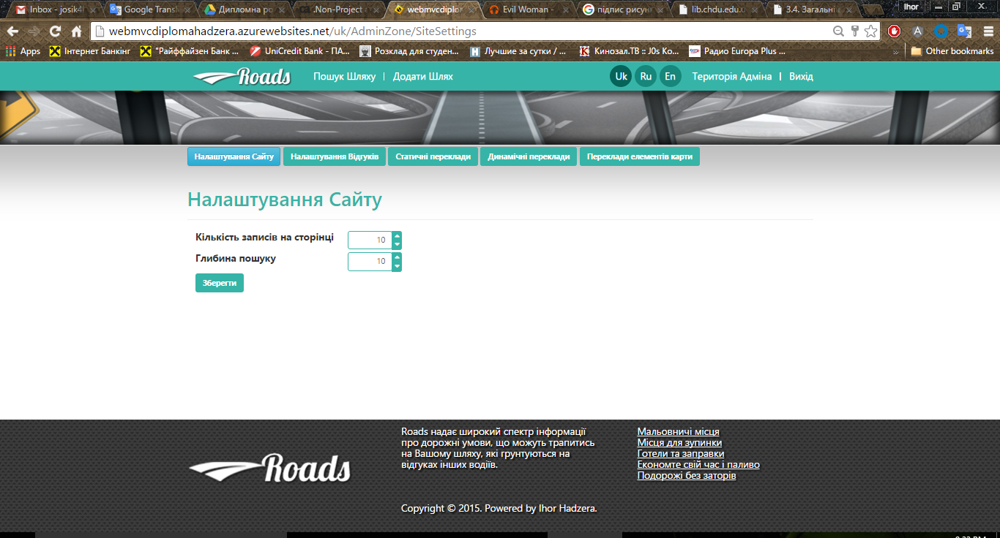 Inbox - josik4
Google Transl
Дипломна ро
.Non-Project a
webmvcdiplom
Evil Woman -
підпис рисун
lib.chdu.edu.u
3.4. Загальні
Ihor
webmvcdiplomahadzera.azurewebsites.net/uk/AdminZone/SiteSettings
Apps
Інтернет Банкінг
"Райффайзен Банк ...
UniCredit Bank - ПА...
Розклад для студен...
Лучшие за сутки / ...
Кинозал.ТВ :: J0s Ko...
Радио Europa Plus ...
Other bookmarks
Roads
Пошук Шляху | Додати Шлях
Uk Ru En
Територія Адміна | Вихід
Налаштування Сайту
Налаштування Відгуків
Статичні переклади
Динамічні переклади
Переклади елементів карти
Налаштування Сайту
Кількість записів на сторінці 10
Глибина пошуку 10
Зберегти
Roads
Roads надає широкий спектр інформації
про дорожні умови, що можуть трапитись
на Вашому шляху, які грунтуються на
відгуках інших водіїв.
Мальовничі місця
Місця для зупинки
Готелі та заправки
Економте свій час і паливо
Подорожі без заторів
Copyright © 2015. Powered by Ihor Hadzera.